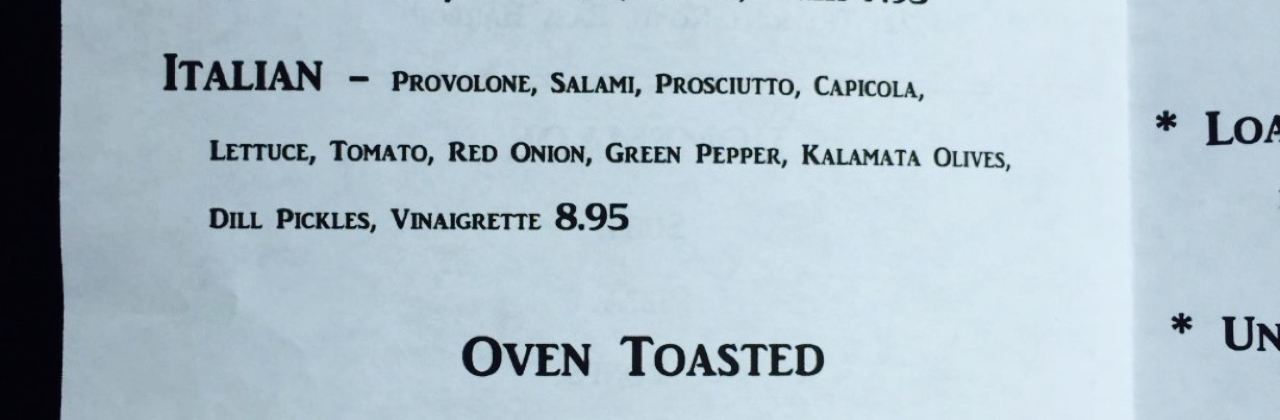 ITALIAN – PROVOLONE, SALAMI, PROSCIUTTO, CAPICOLA,
LETTUCE, TOMATO, RED ONION, GREEN PEPPER, KALAMATA OLIVES,
DILL PICKLES, VINAIGRETTE 8.95
OVEN TOASTED
*
*